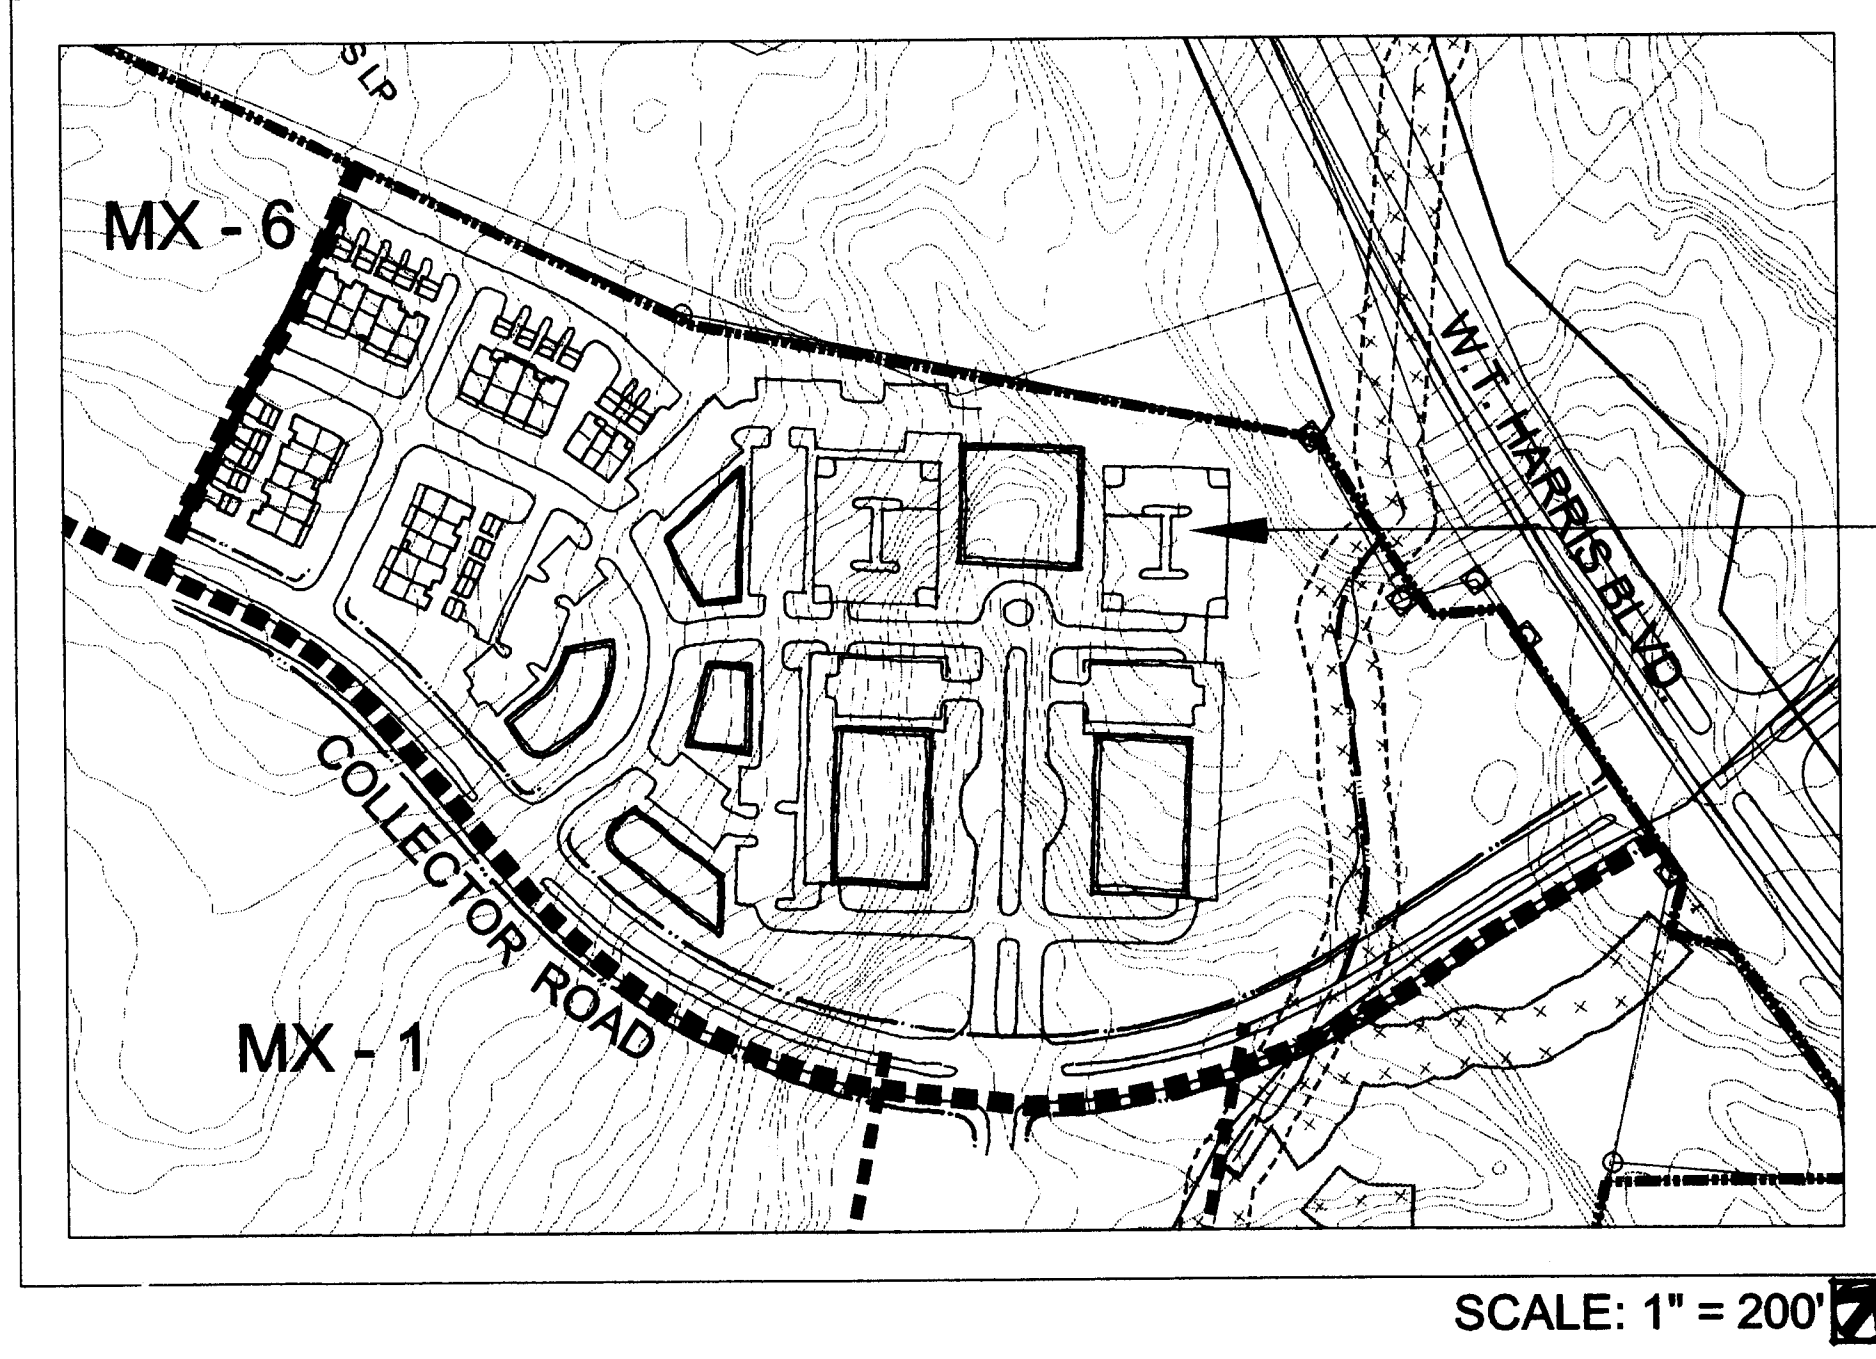 S LP
MX - 6
W.T. HARRIS BLVD.
COLLECTOR ROAD
MX - 1
SCALE: 1" = 200'